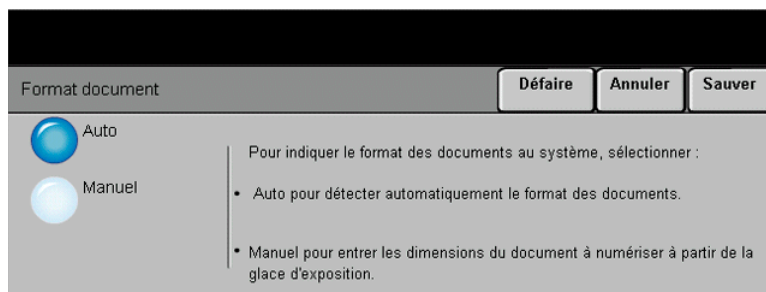 Format document
Défaire
Annuler
Sauver
Auto
Manuel
Pour indiquer le format des documents au système, sélectionner :
• Auto pour détecter automatiquement le format des documents.
• Manuel pour entrer les dimensions du document à numériser à partir de la
glace d'exposition.